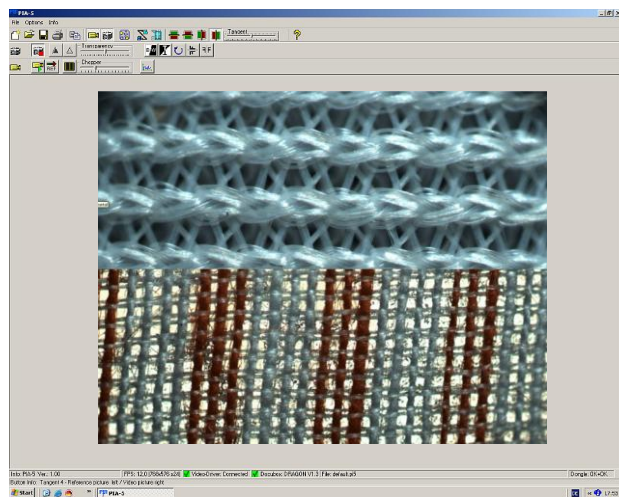 PIA-5
File Options Info
Tangent
Transparency
Chopper
Info: PIA-5 Ver.: 1.00
FPS: 12,0 (768x576 x24)
Video-Driver: Connected
Docubox: DRAGON V1.3
File: default.pi5
Dongle: OK+OK.
Button Info: Tangent 4 - Reference picture left / Video picture right
Start
PIA-5
17:55